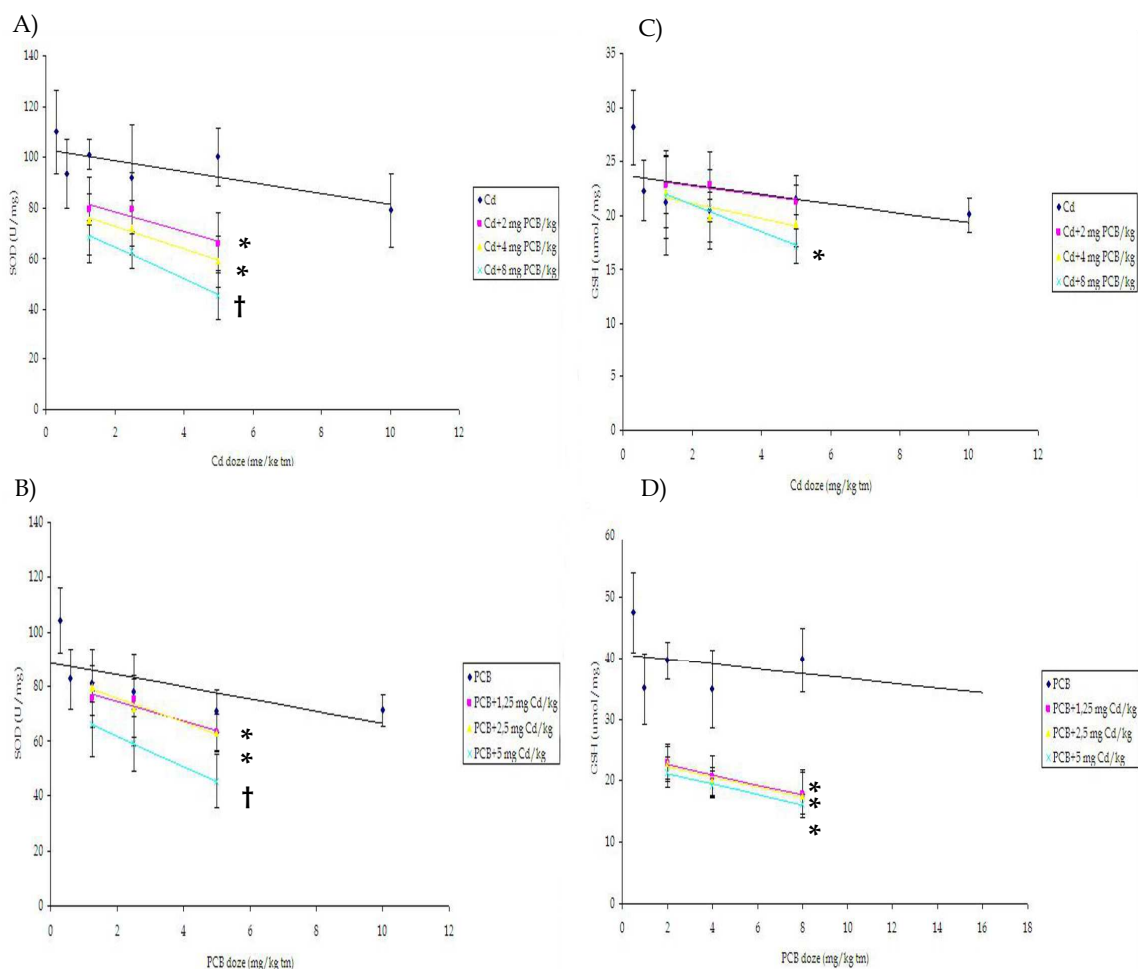 A)
140
120
100
80
60
40
20
0
SOD (U/mg)
0 2 4 6 8 10 12
Cd doze (mg/kg tm)
*
*
†
Cd
Cd+2 mg PCB/kg
Cd+4 mg PCB/kg
Cd+8 mg PCB/kg
C)
35
30
25
20
15
10
5
0
GSH (umol/mg)
0 2 4 6 8 10 12
Cd doze (mg/kg tm)
*
Cd
Cd+2 mg PCB/kg
Cd+4 mg PCB/kg
Cd+8 mg PCB/kg
B)
140
120
100
80
60
40
20
0
SOD (U/mg)
0 2 4 6 8 10 12
PCB doze (mg/kg tm)
*
*
†
PCB
PCB+1,25 mg Cd/kg
PCB+2,5 mg Cd/kg
PCB+5 mg Cd/kg
D)
60
50
40
30
20
10
0
GSH (umol/mg)
0 2 4 6 8 10 12 14 16 18
PCB doze (mg/kg tm)
*
*
*
PCB
PCB+1,25 mg Cd/kg
PCB+2,5 mg Cd/kg
PCB+5 mg Cd/kg